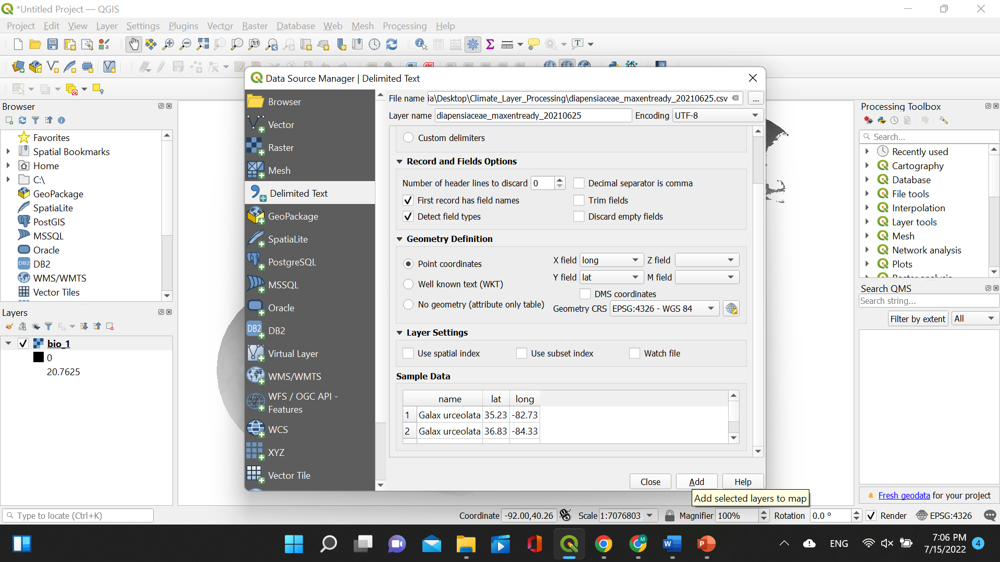 *Untitled Project — QGIS
Project Edit View Layer Settings Plugins Vector Raster Database Web Mesh Processing Help
Browser
Favorites
Spatial Bookmarks
Home
C:\
GeoPackage
SpatiaLite
PostGIS
MSSQL
Oracle
DB2
WMS/WMTS
Vector Tiles
Layers
bio_1
0
20.7625
Data Source Manager | Delimited Text
Browser
Vector
Raster
Mesh
Delimited Text
GeoPackage
SpatiaLite
PostgreSQL
MSSQL
Oracle
DB2
Virtual Layer
WMS/WMTS
WFS / OGC API -
Features
WCS
XYZ
Vector Tile
File name ia\Desktop\Climate_Layer_Processing\diapensiaceae_maxentready_20210625.csv ...
Layer name diapensiaceae_maxentready_20210625 Encoding UTF-8
Custom delimiters
Record and Fields Options
Number of header lines to discard 0 Decimal separator is comma
First record has field names Trim fields
Detect field types Discard empty fields
Geometry Definition
Point coordinates X field long Z field
Y field lat M field
Well known text (WKT)
DMS coordinates
No geometry (attribute only table) Geometry CRS EPSG:4326 - WGS 84
Layer Settings
Use spatial index Use subset index Watch file
Sample Data
name lat long
1 Galax urceolata 35.23 -82.73
2 Galax urceolata 36.83 -84.33
Close Add Help
Add selected layers to map
Processing Toolbox
Search...
Recently used
Cartography
Database
File tools
Interpolation
Layer tools
Mesh
Network analysis
Plots
Search QMS
Search string...
Filter by extent All
Fresh geodata for your project
Type to locate (Ctrl+K) Coordinate -92.00,40.26 Scale 1:7076803 Magnifier 100% Rotation 0.0 ° Render EPSG:4326
ENG 7:06 PM
7/15/2022 4